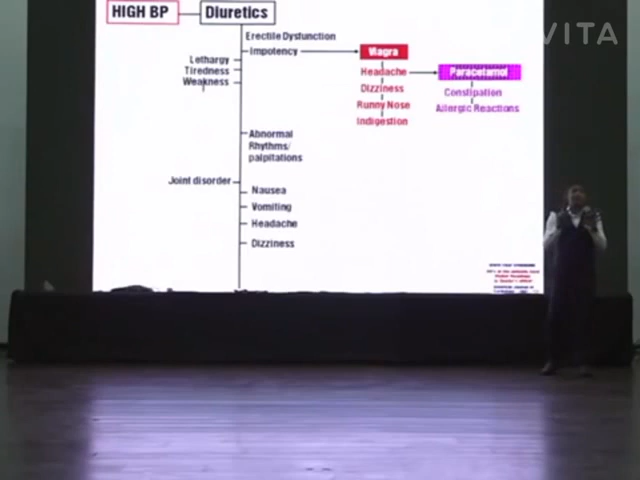 VITA
HIGH BP
Diuretics
Erectile Dysfunction
Impotency
Viagra
Lethargy
Tiredness
Weakness
Headache
Paracetamol
Dizziness
Constipation
Runny Nose
Allergic Reactions
Indigestion
Abnormal
Rhythms/
palpitations
Joint disorder
Nausea
Vomiting
Headache
Dizziness